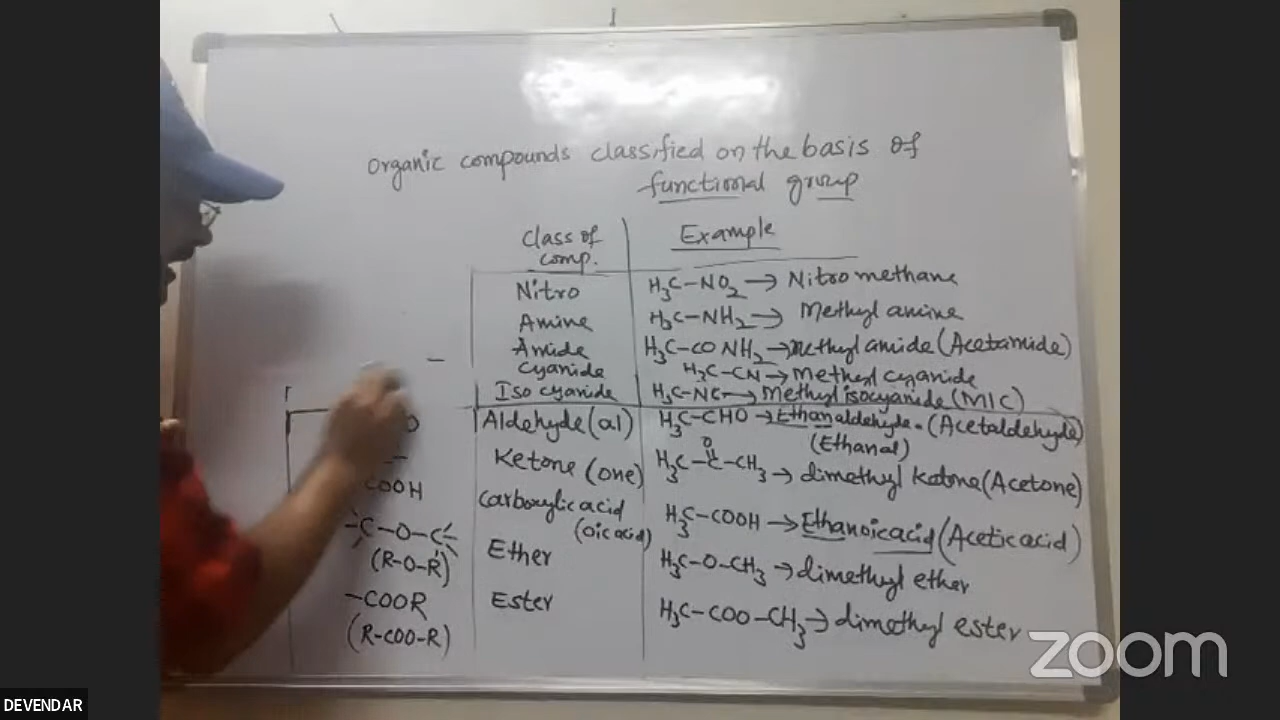 Organic compounds classified on the basis of
functional group
Class of
comp.
Example
Nitro
H₃C-NO₂ → Nitro methane
Amine
H₃C-NH₂ → Methyl amine
Amide
H₃C-CONH₂ → Methyl amide (Acetamide)
Cyanide
H₃C-CN → Methyl cyanide
Iso cyanide
H₃C-NC → Methyl isocyanide (MIC)
Aldehyde (al)
H₃C-CHO → Ethanaldehyde. (Acetaldehyde)
(Ethanal)
Ketone (one)
O
H₃C-C-CH₃ → dimethyl Ketone (Acetone)
COOH
Carboxylic acid
(oic acid)
H₃C-COOH → Ethanoicacid (Acetic acid)
-C-O-C-
(R-O-R')
Ether
H₃C-O-CH₃ → dimethyl ether
-COOR
(R-COO-R)
Ester
H₃C-COO-CH₃ → dimethyl ester
zoom
DEVENDAR